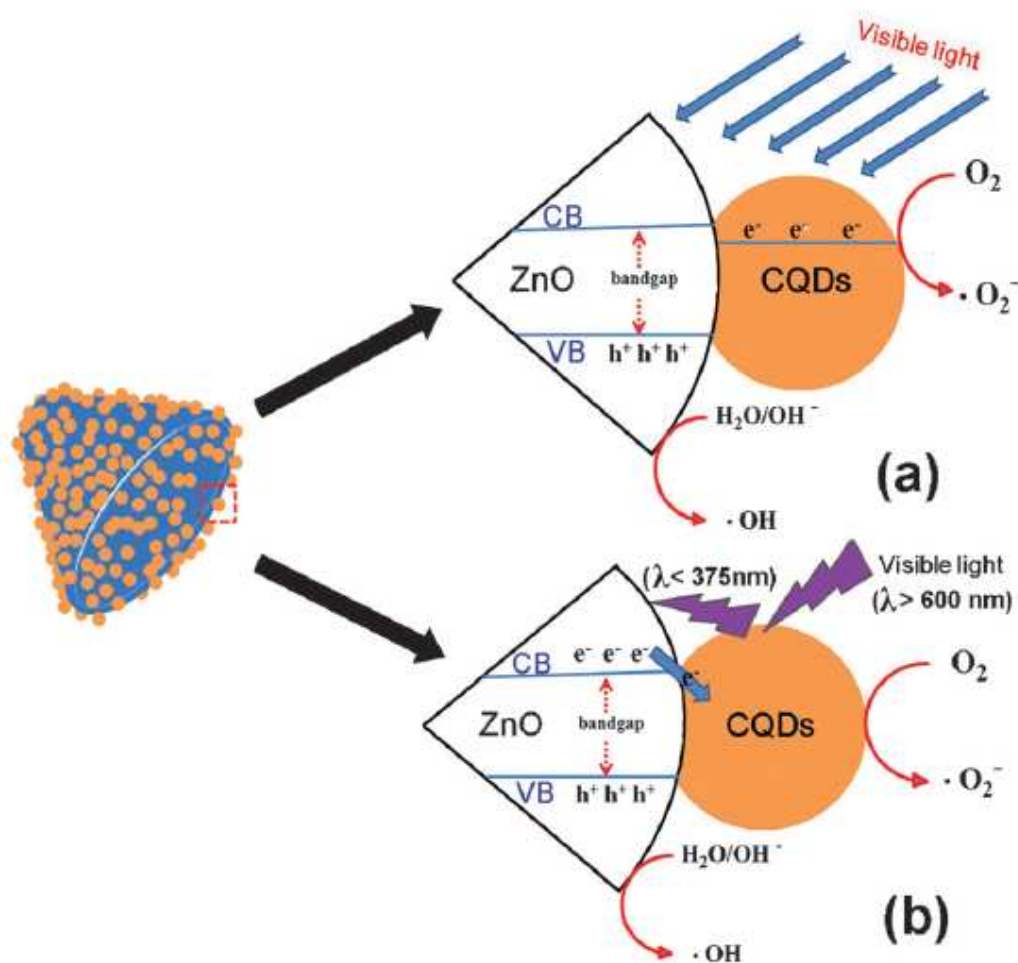 Visible light
O₂
CB
e⁻ e⁻ e⁻
ZnO
bandgap
CQDs
· O₂⁻
VB
h⁺ h⁺ h⁺
H₂O/OH⁻
(a)
· OH
(λ< 375nm)
Visible light
(λ> 600 nm)
CB
e⁻ e⁻ e⁻
e⁻
O₂
ZnO
bandgap
CQDs
· O₂⁻
VB
h⁺ h⁺ h⁺
H₂O/OH⁻
(b)
· OH